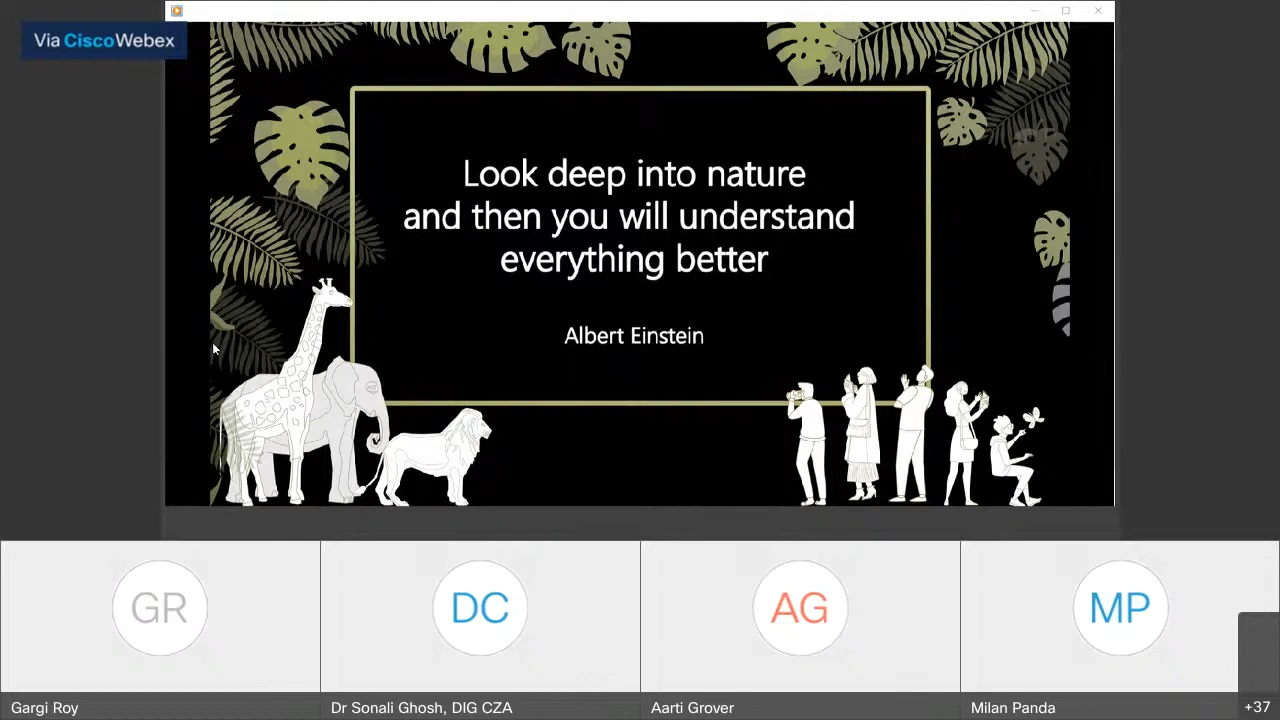 Via Cisco Webex
Look deep into nature
and then you will understand
everything better
Albert Einstein
GR
DC
AG
MP
Gargi Roy
Dr Sonali Ghosh, DIG CZA
Aarti Grover
Milan Panda
+37